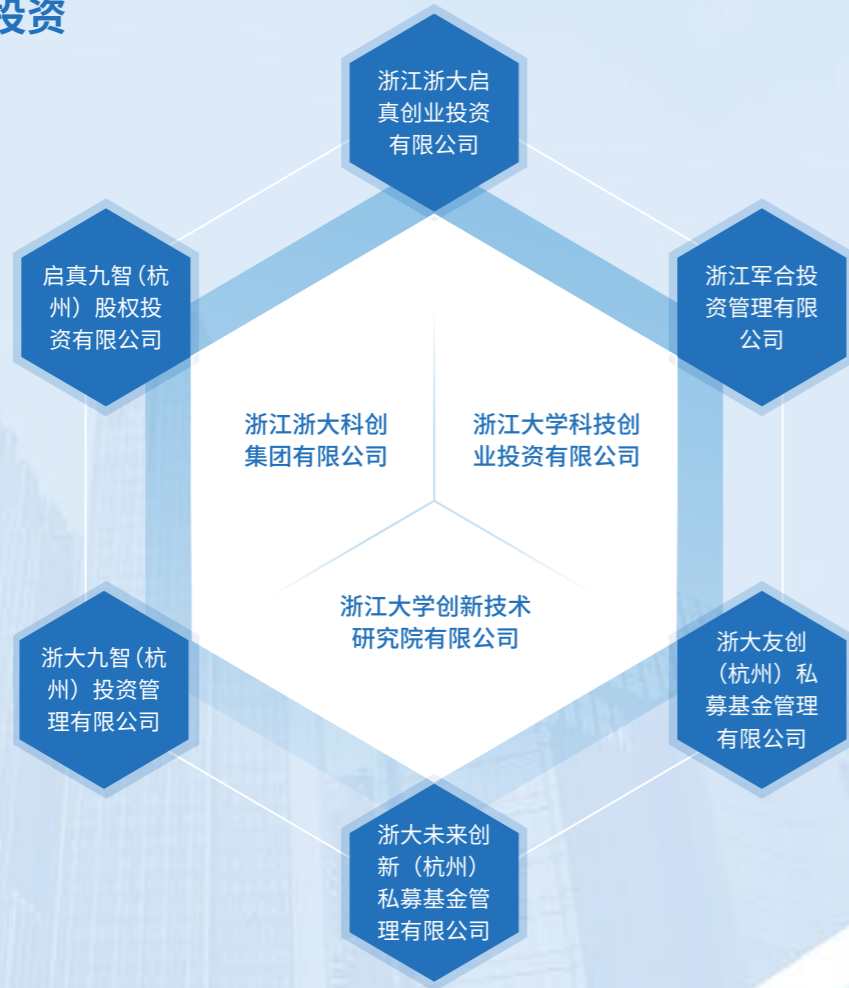 投资
浙江浙大启
真创业投资
有限公司
启真九智（杭
州）股权投
资有限公司
浙江军合投
资管理有限
公司
浙江浙大科创
集团有限公司
浙江大学科技创
业投资有限公司
浙江大学创新技术
研究院有限公司
浙大九智（杭
州）投资管
理有限公司
浙大友创
（杭州）私
募基金管理
有限公司
浙大未来创
新（杭州）
私募基金管
理有限公司